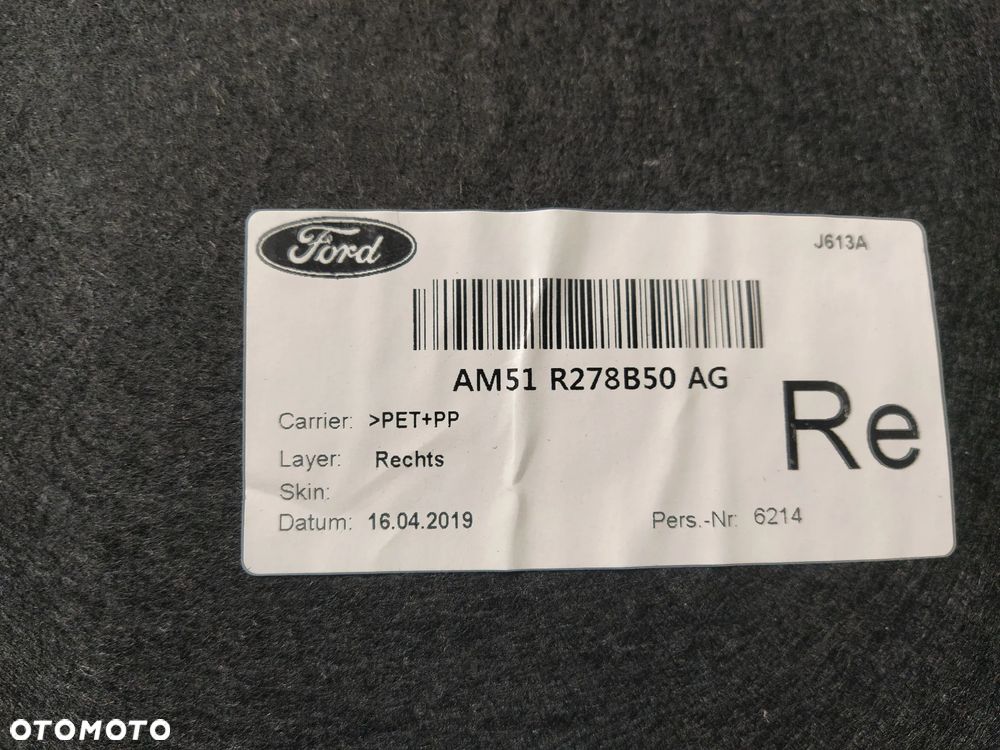 Ford
J613A
AM51 R278B50 AG
Carrier: >PET+PP
Re
Layer: Rechts
Skin:
Datum: 16.04.2019
Pers.-Nr: 6214
OTOMOTO